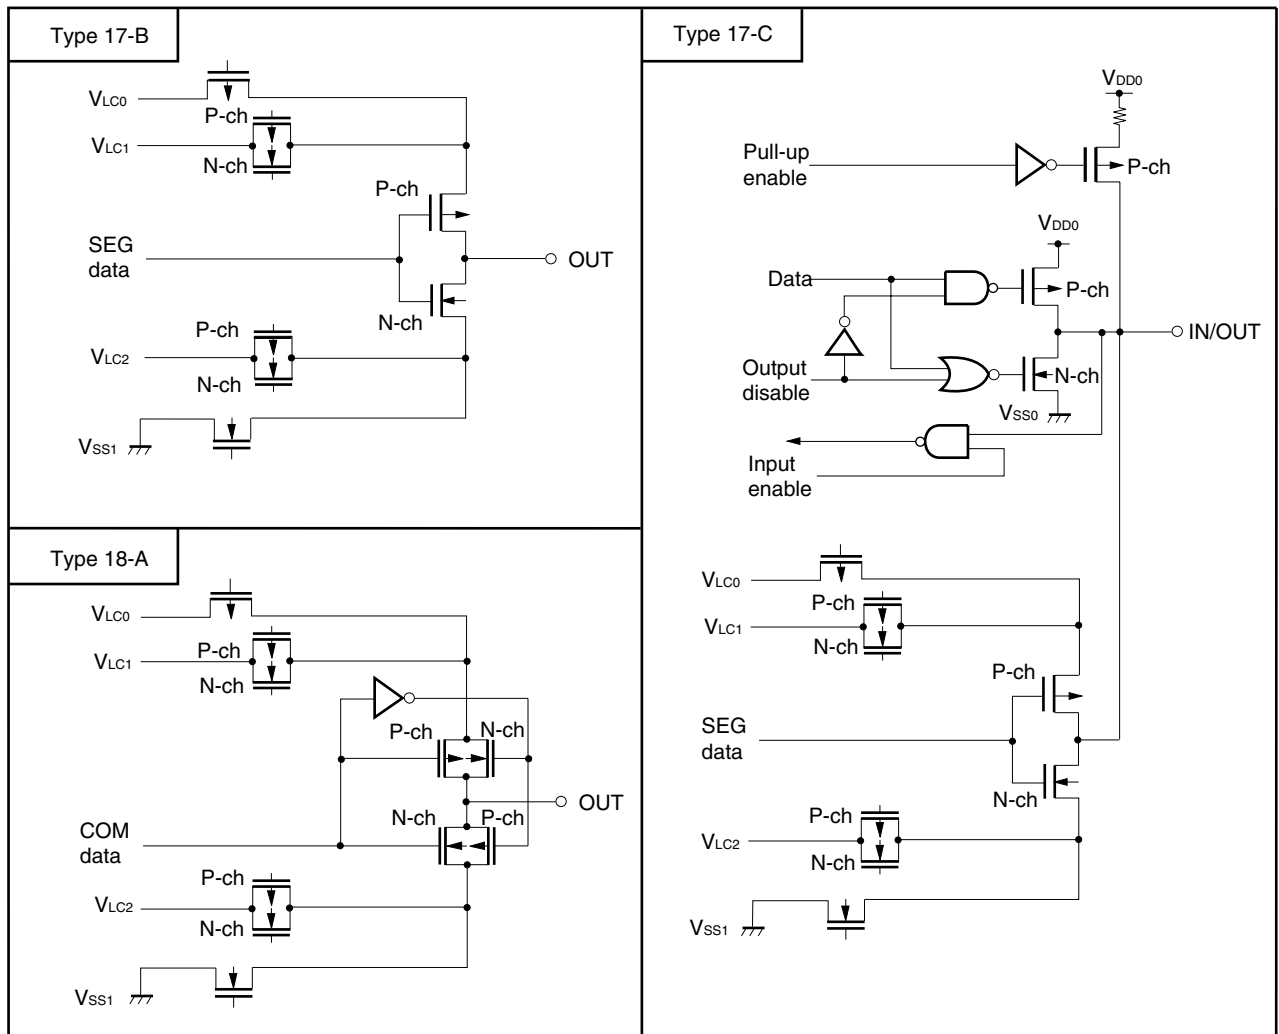 Type 17-B
VLC0
P-ch
VLC1
N-ch
P-ch
SEG
data
OUT
N-ch
P-ch
VLC2
N-ch
VSS1
Type 18-A
VLC0
P-ch
VLC1
N-ch
P-ch
N-ch
OUT
N-ch
P-ch
COM
data
P-ch
VLC2
N-ch
VSS1
Type 17-C
VDD0
Pull-up
enable
P-ch
VDD0
Data
P-ch
IN/OUT
Output
disable
N-ch
VSS0
Input
enable
VLC0
P-ch
VLC1
N-ch
P-ch
SEG
data
N-ch
P-ch
VLC2
N-ch
VSS1